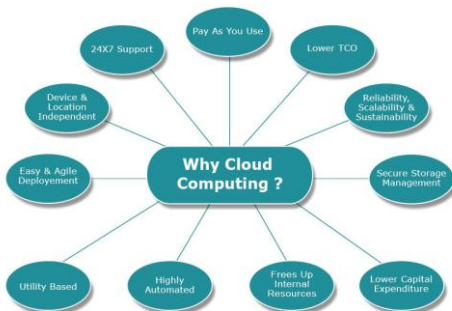 Pay As You Use
24X7 Support
Lower TCO
Device &
Location
Independent
Reliability,
Scalability &
Sustainability
Why Cloud
Computing ?
Easy & Agile
Deployement
Secure Storage
Management
Utility Based
Highly
Automated
Frees Up
Internal
Resources
Lower Capital
Expenditure